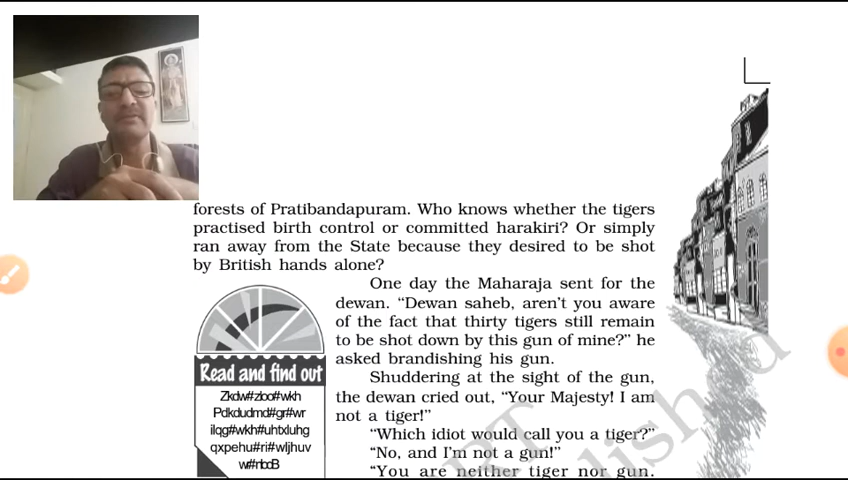 forests of Pratibandapuram. Who knows whether the tigers
practised birth control or committed harakiri? Or simply
ran away from the State because they desired to be shot
by British hands alone?
One day the Maharaja sent for the
dewan. “Dewan saheb, aren’t you aware
of the fact that thirty tigers still remain
to be shot down by this gun of mine?” he
asked brandishing his gun.
Shuddering at the sight of the gun,
the dewan cried out, “Your Majesty! I am
not a tiger!”
“Which idiot would call you a tiger?”
“No, and I’m not a gun!”
“You are neither tiger nor gun.
Read and find out
Zkdw#zloo#wkh
Pdkdudmd#gr#wr
ilqg#wkh#uhtxluhg
qxpehu#ri#wljhuv